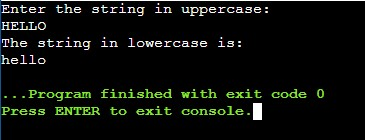 Enter the string in uppercase:
HELLO
The string in lowercase is:
hello
...Program finished with exit code 0
Press ENTER to exit console.